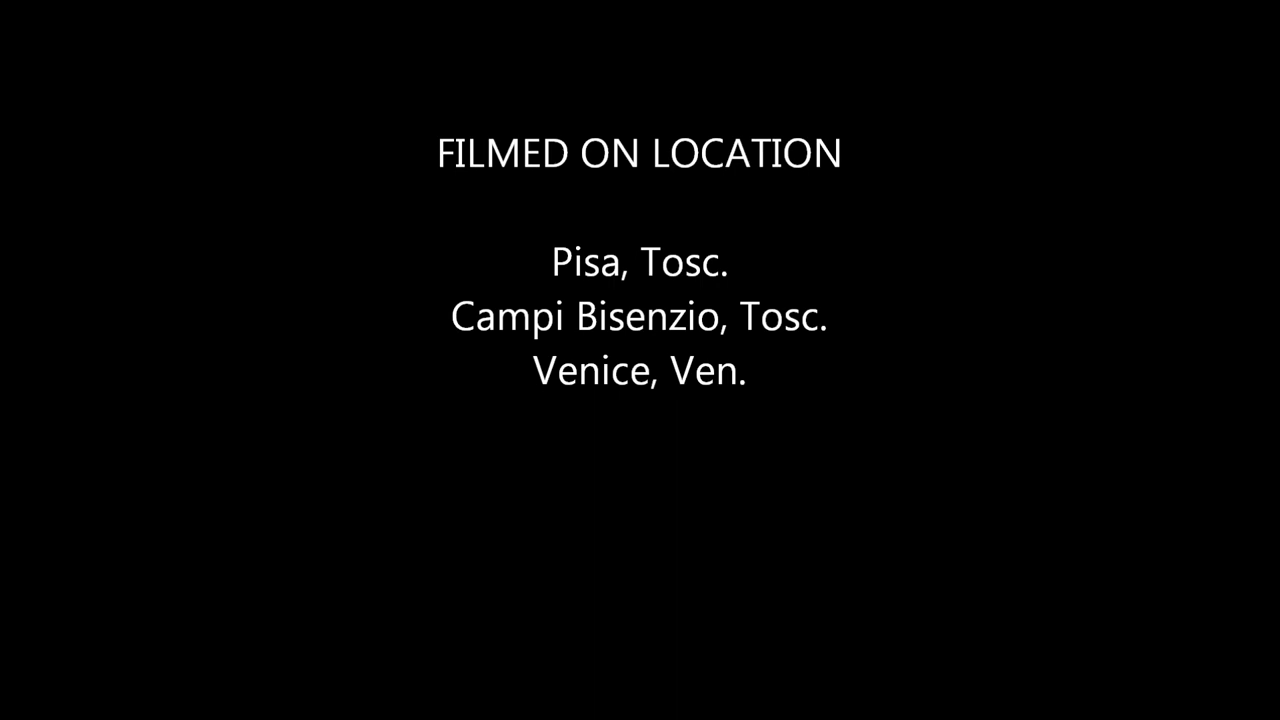 FILMED ON LOCATION
Pisa, Tosc.
Campi Bisenzio, Tosc.
Venice, Ven.